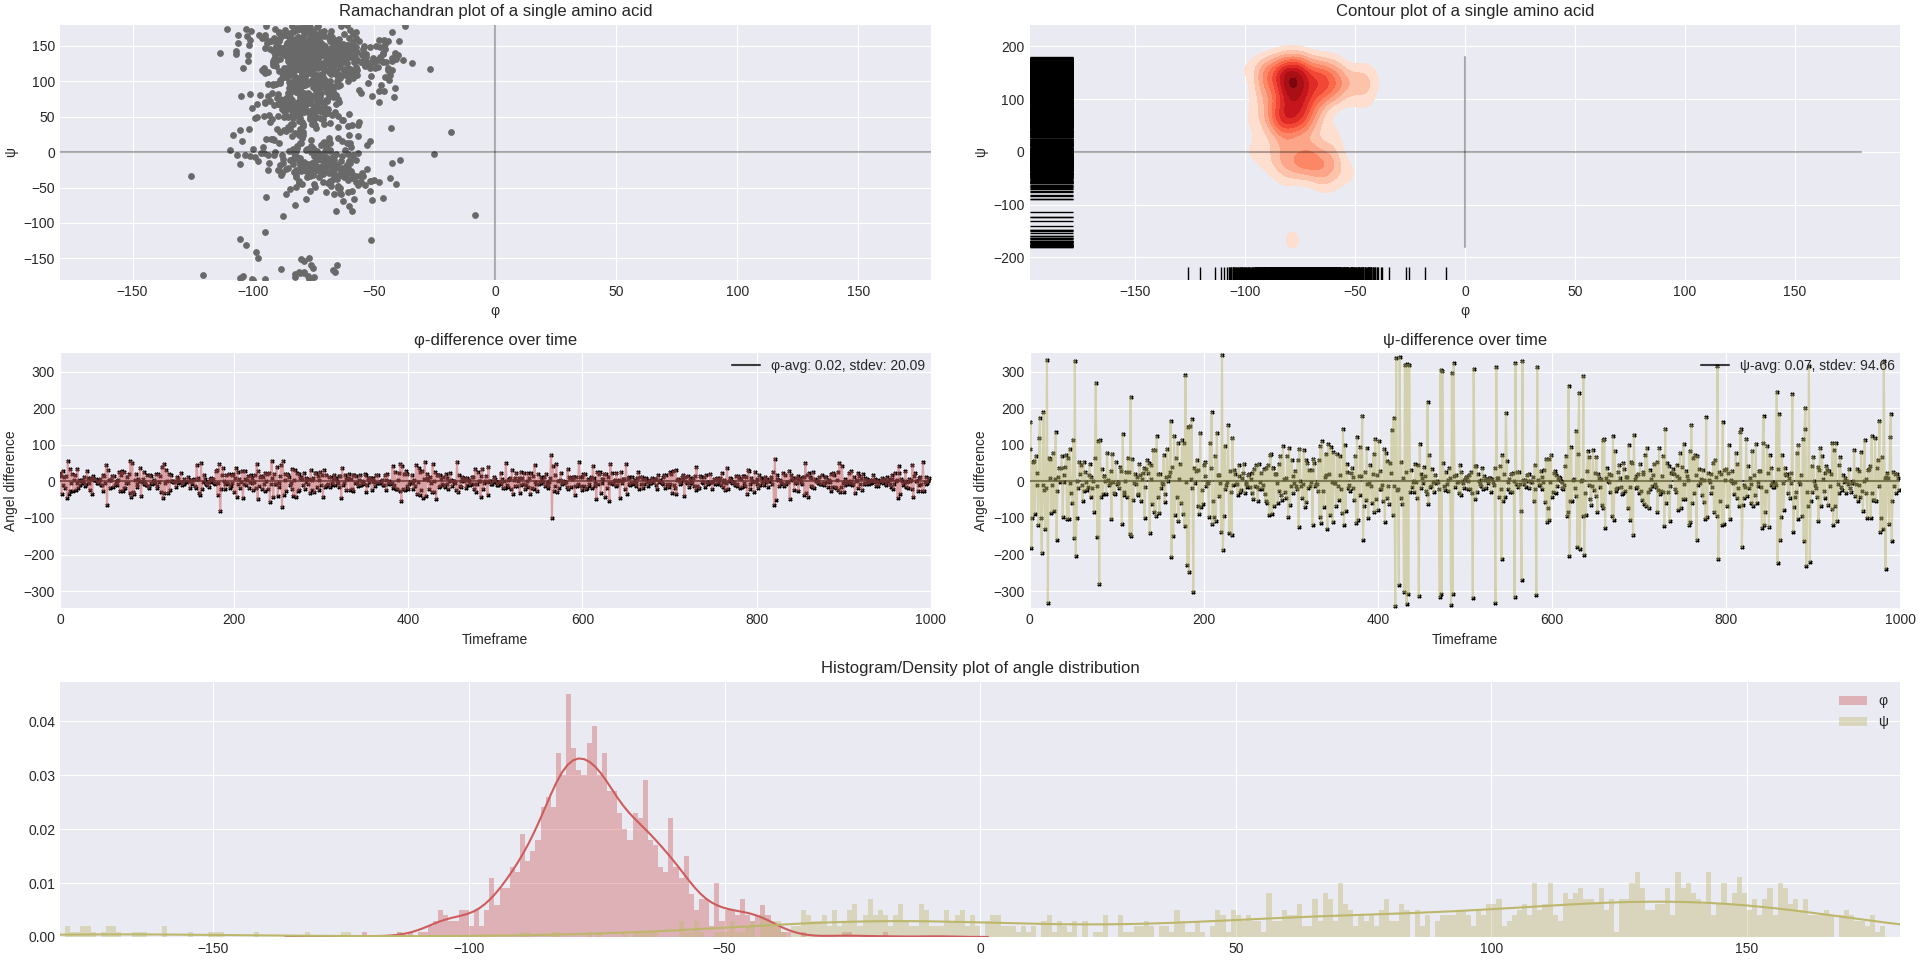 Ramachandran plot of a single amino acid
150
100
50
0
−50
−100
−150
ψ
−150 −100 −50 0 50 100 150
φ
Contour plot of a single amino acid
200
100
0
−100
−200
ψ
−150 −100 −50 0 50 100 150
φ
φ-difference over time
φ-avg: 0.02, stdev: 20.09
300
200
100
0
−100
−200
−300
Angel difference
0 200 400 600 800 1000
Timeframe
ψ-difference over time
ψ-avg: 0.07, stdev: 94.66
300
200
100
0
−100
−200
−300
Angel difference
0 200 400 600 800 1000
Timeframe
Histogram/Density plot of angle distribution
φ
ψ
0.04
0.03
0.02
0.01
0.00
−150 −100 −50 0 50 100 150